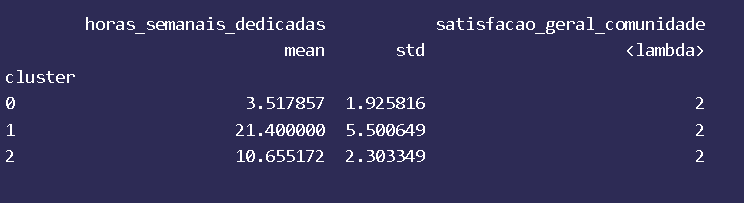 horas_semanais_dedicadas satisfacao_geral_comunidade
mean std <lambda>
cluster
0 3.517857 1.925816 2
1 21.400000 5.500649 2
2 10.655172 2.303349 2